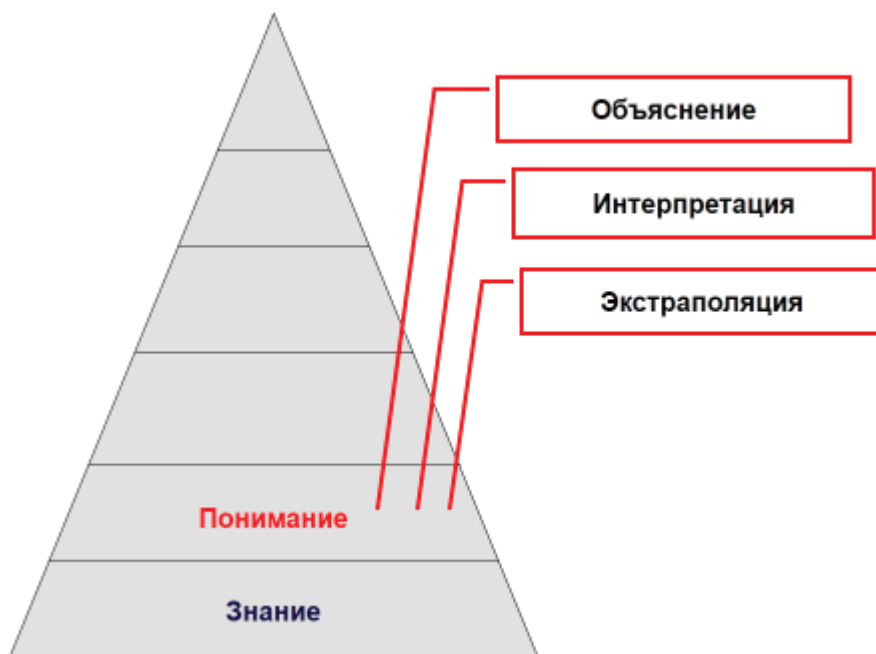 Объяснение
Интерпретация
Экстраполяция
Понимание
Знание